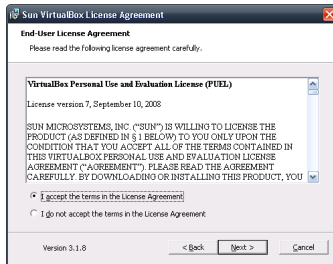 Sun VirtualBox License Agreement
End-User License Agreement
Please read the following license agreement carefully.
VirtualBox Personal Use and Evaluation License (PUEL)
License version 7, September 10, 2008
SUN MICROSYSTEMS, INC. ("SUN") IS WILLING TO LICENSE THE
PRODUCT (AS DEFINED IN § 1 BELOW) TO YOU ONLY UPON THE
CONDITION THAT YOU ACCEPT ALL OF THE TERMS CONTAINED IN
THIS VIRTUALBOX PERSONAL USE AND EVALUATION LICENSE
AGREEMENT ("AGREEMENT"). PLEASE READ THE AGREEMENT
CAREFULLY. BY DOWNLOADING OR INSTALLING THIS PRODUCT, YOU
I accept the terms in the License Agreement
I do not accept the terms in the License Agreement
Version 3.1.8 < Back Next > Cancel